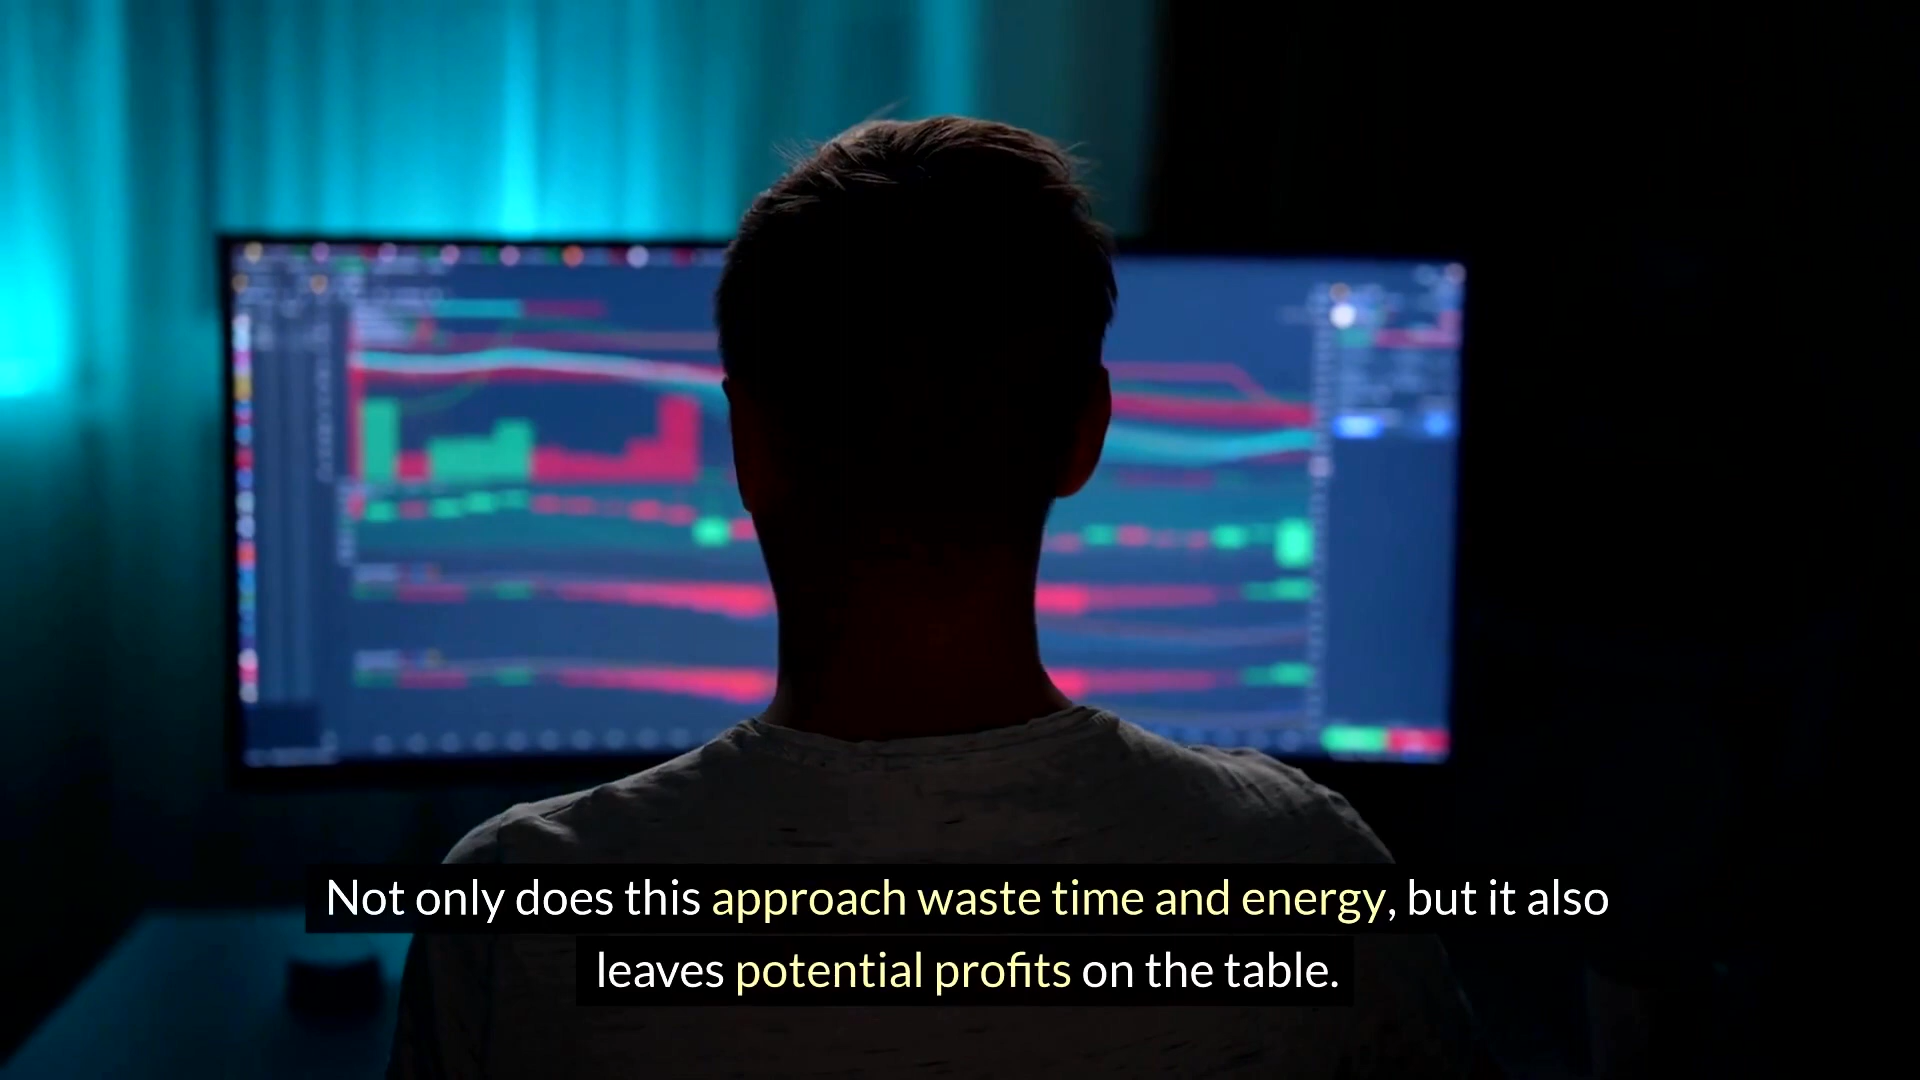 Not only does this approach waste time and energy, but it also
leaves potential profits on the table.